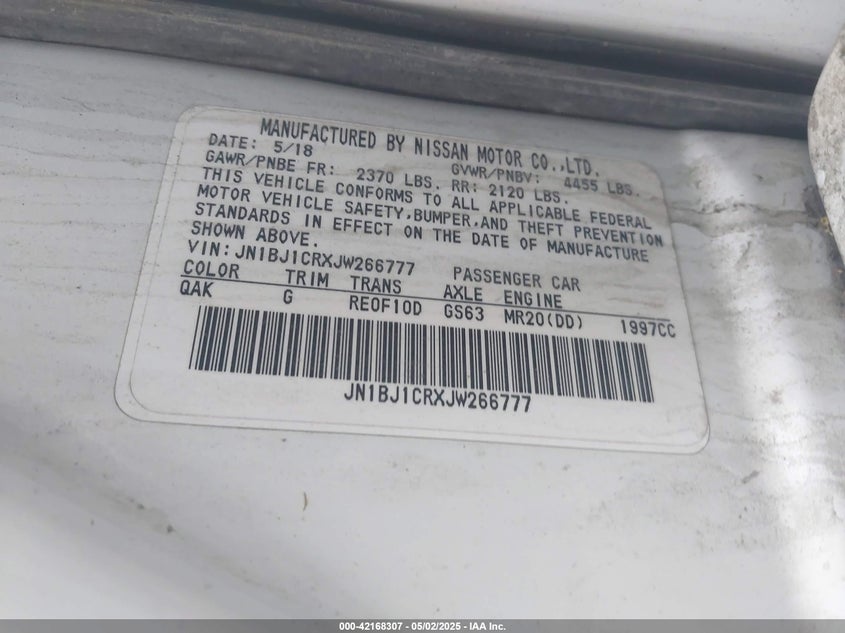 MANUFACTURED BY NISSAN MOTOR CO.,LTD.
DATE: 5/18 GVWR/PNBV: 4455 LBS.
GAWR/PNBE FR: 2370 LBS. RR: 2120 LBS.
THIS VEHICLE CONFORMS TO ALL APPLICABLE FEDERAL
MOTOR VEHICLE SAFETY,BUMPER,AND THEFT PREVENTION
STANDARDS IN EFFECT ON THE DATE OF MANUFACTURE
SHOWN ABOVE.
VIN:JN1BJ1CRXJW266777 PASSENGER CAR
COLOR TRIM TRANS AXLE ENGINE
QAK G RE0F10D GS63 MR20(DD) 1997CC
JN1BJ1CRXJW266777
000-42168307 - 05/02/2025 - IAA Inc.